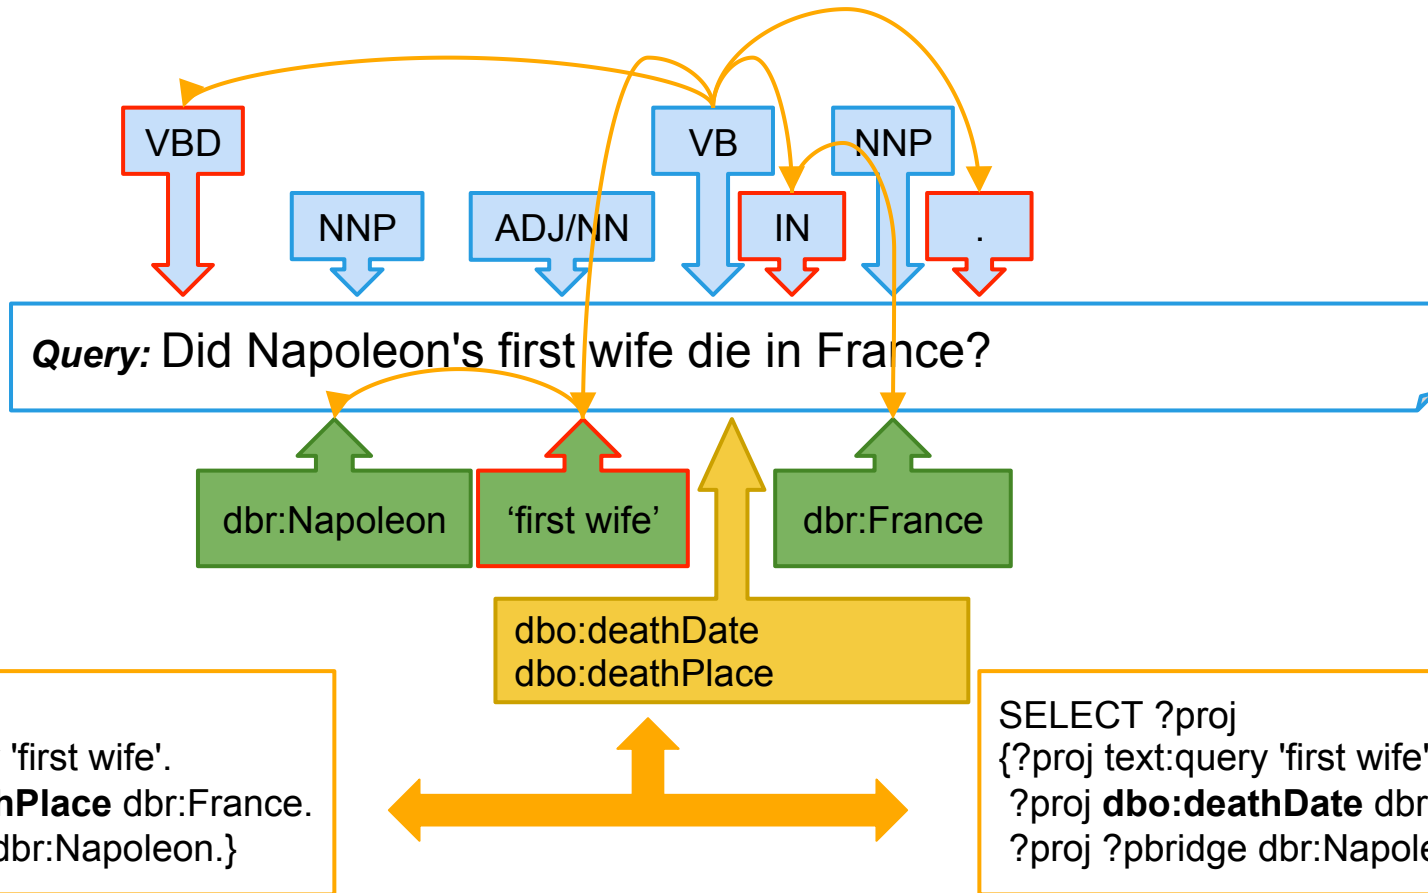 VBD
VB
NNP
NNP
ADJ/NN
IN
.
Query: Did Napoleon's first wife die in France?
dbr:Napoleon
‘first wife’
dbr:France
dbo:deathDate
dbo:deathPlace
'first wife'.
hPlace dbr:France.
dbr:Napoleon.}
SELECT ?proj
{?proj text:query 'first wife'
?proj dbo:deathDate dbr
?proj ?pbridge dbr:Napole